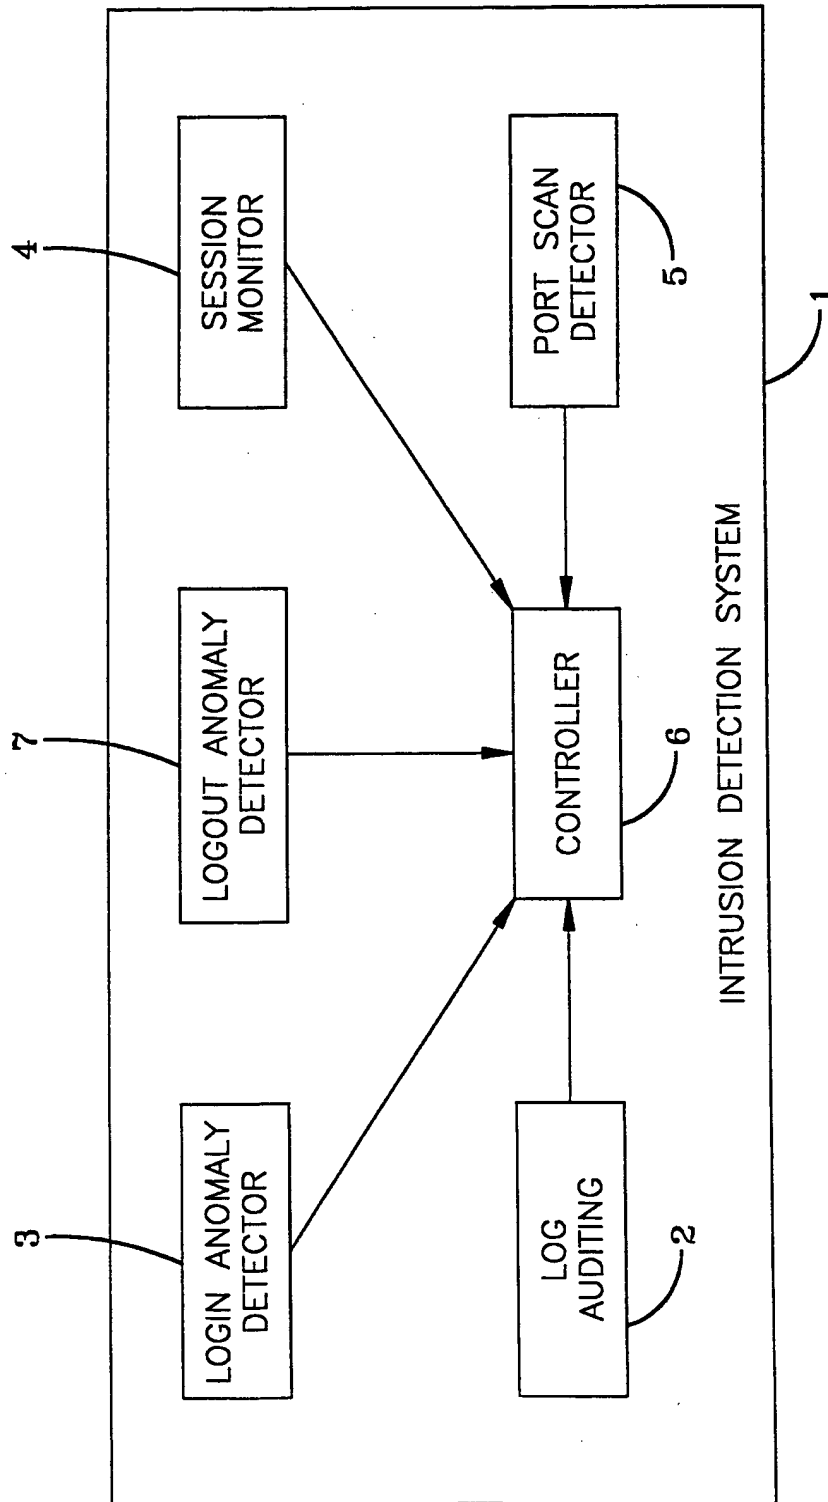 3
7
4
LOGIN ANOMALY
DETECTOR
LOGOUT ANOMALY
DETECTOR
SESSION
MONITOR
LOG
AUDITING
CONTROLLER
PORT SCAN
DETECTOR
2
6
5
INTRUSION DETECTION SYSTEM
1